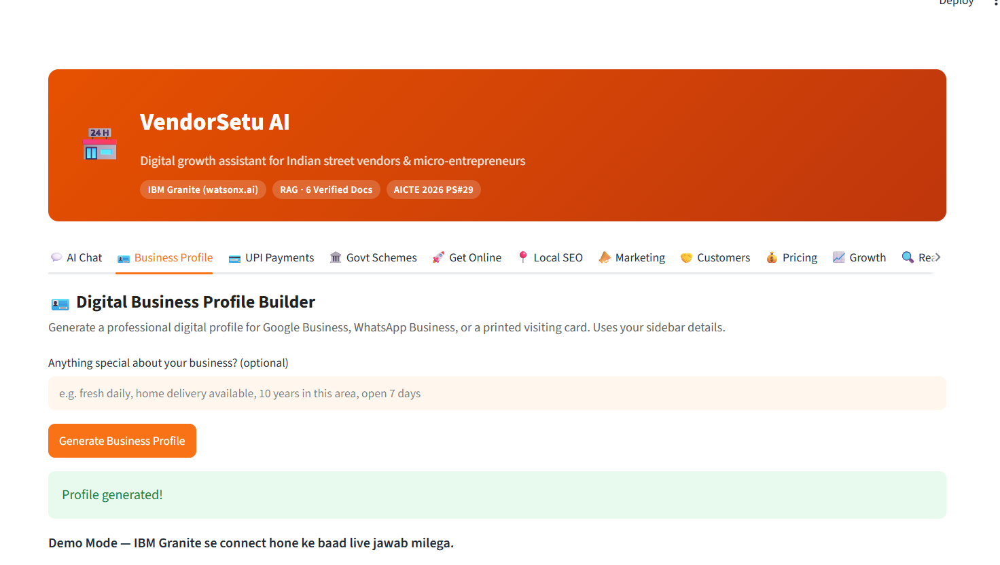 Deploy
24 H
VendorSetu AI
Digital growth assistant for Indian street vendors & micro-entrepreneurs
IBM Granite (watsonx.ai) RAG · 6 Verified Docs AICTE 2026 PS#29
AI Chat Business Profile UPI Payments Govt Schemes Get Online Local SEO Marketing Customers Pricing Growth
Digital Business Profile Builder
Generate a professional digital profile for Google Business, WhatsApp Business, or a printed visiting card. Uses your sidebar details.
Anything special about your business? (optional)
e.g. fresh daily, home delivery available, 10 years in this area, open 7 days
Generate Business Profile
Profile generated!
Demo Mode — IBM Granite se connect hone ke baad live jawab milega.